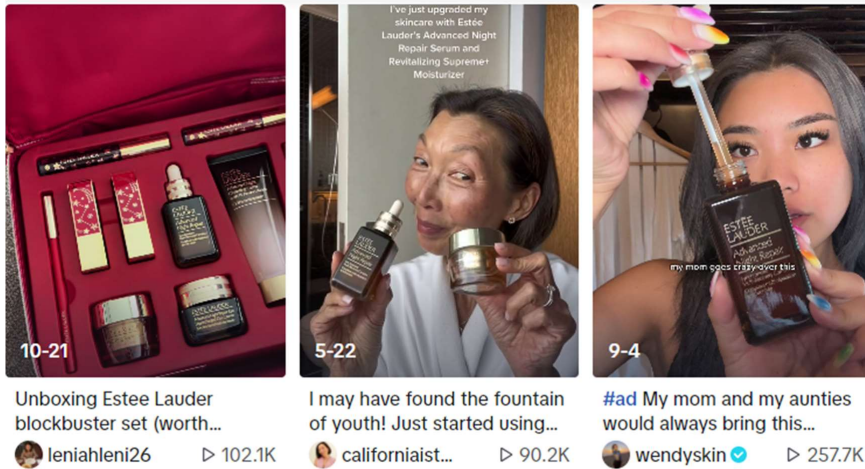 I've just upgraded my
skincare with Estée
Lauder's Advanced Night
Repair Serum and
Revitalizing Supreme+
Moisturizer
ESTĒE
LAUDER
Advanced
Night Repair
my mom goes crazy over this
10-21
5-22
9-4
Unboxing Estee Lauder
blockbuster set (worth...
leniahleni26
102.1K
I may have found the fountain
of youth! Just started using...
californiaist...
90.2K
#ad My mom and my aunties
would always bring this...
wendyskin
257.7K